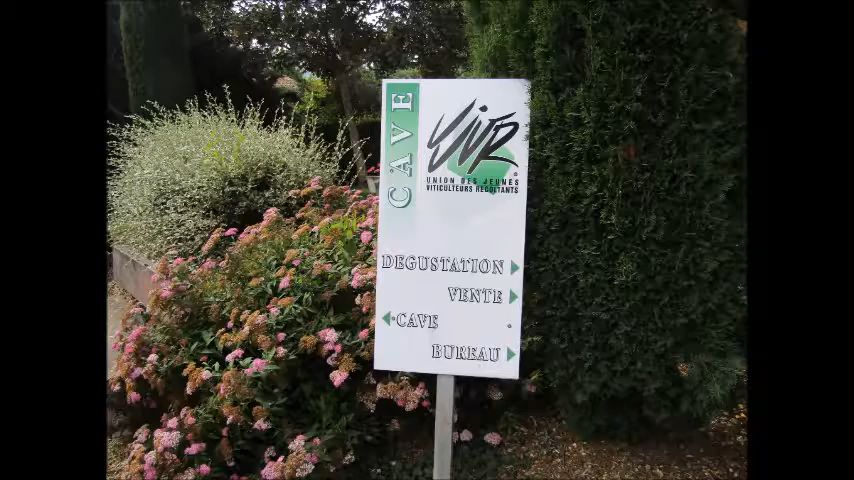 CAVE
UJVR
UNION DES JEUNES
VITICULTEURS RECOLTANTS
DEGUSTATION
VENTE
CAVE
BUREAU